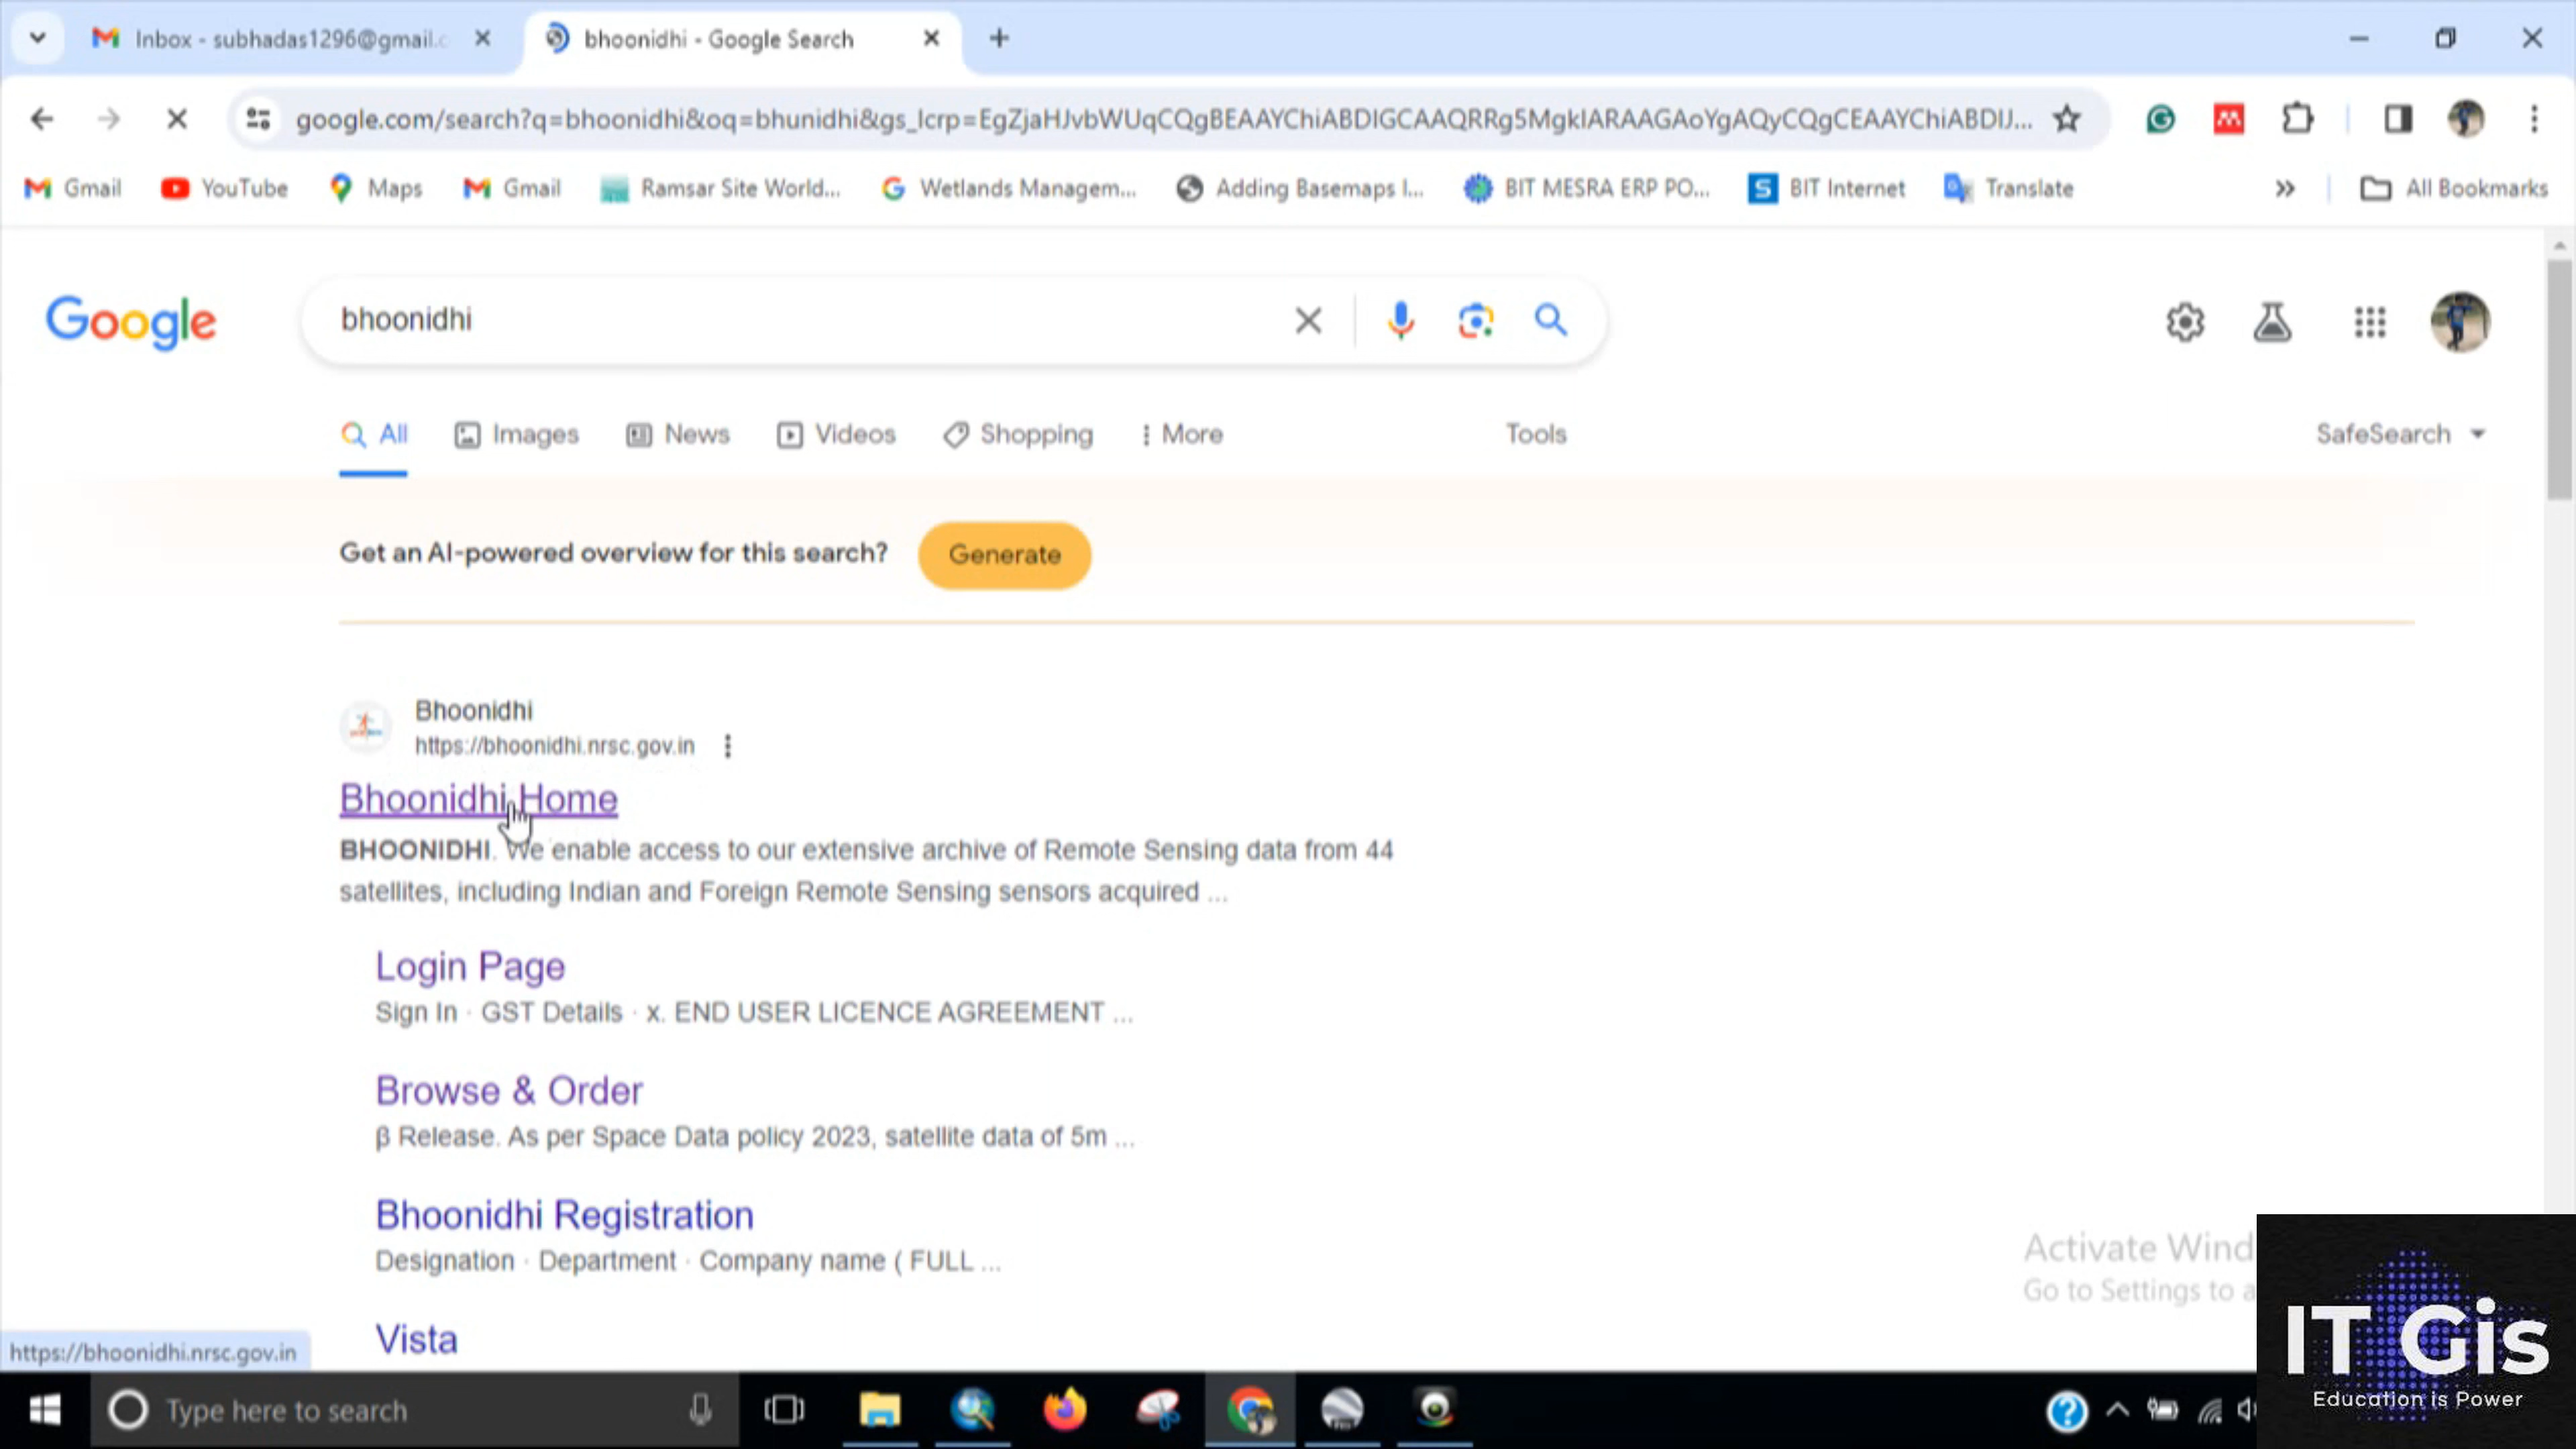 Inbox - subhadas1296@gmail.c
bhoonidhi - Google Search
google.com/search?q=bhoonidhi&oq=bhunidhi&gs_lcrp=EgZjaHJvbWUqCQgBEAAYChiABDIGCAAQRRg5MgkIARAAGAoYgAQyCQgCEAAYChiABDIJ...
Gmail
YouTube
Maps
Gmail
Ramsar Site World...
Wetlands Managem...
Adding Basemaps I...
BIT MESRA ERP PO...
BIT Internet
Translate
»
All Bookmarks
Google
bhoonidhi
All
Images
News
Videos
Shopping
More
Tools
SafeSearch
Get an AI-powered overview for this search?
Generate
Bhoonidhi
https://bhoonidhi.nrsc.gov.in
Bhoonidhi Home
BHOONIDHI. We enable access to our extensive archive of Remote Sensing data from 44
satellites, including Indian and Foreign Remote Sensing sensors acquired ...
Login Page
Sign In · GST Details · x. END USER LICENCE AGREEMENT ...
Browse & Order
β Release. As per Space Data policy 2023, satellite data of 5m ...
Bhoonidhi Registration
Designation · Department · Company name ( FULL ...
Vista
Activate Wind
Go to Settings to a
https://bhoonidhi.nrsc.gov.in
Type here to search
IT Gis
Education is Power